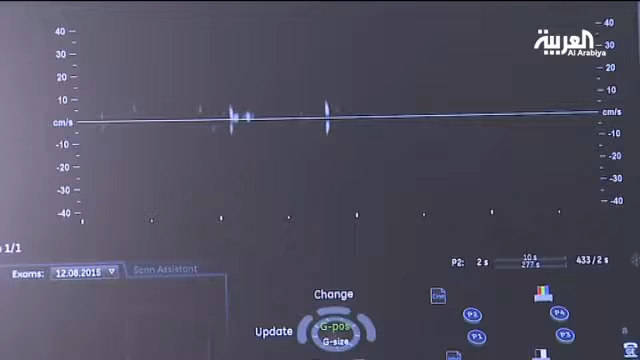 العربية
Al Arabiya
40
30
20
10
cm/s
-10
-20
-30
-40
40
30
20
10
cm/s
-10
-20
-30
-40
1/1
Exams: 12.08.2015 Scan Assistant
P2: 2 s 10 s 433/2 s
277 s
Change
Update
G-pos
G-size
Cine
P2
P4
P1
P3